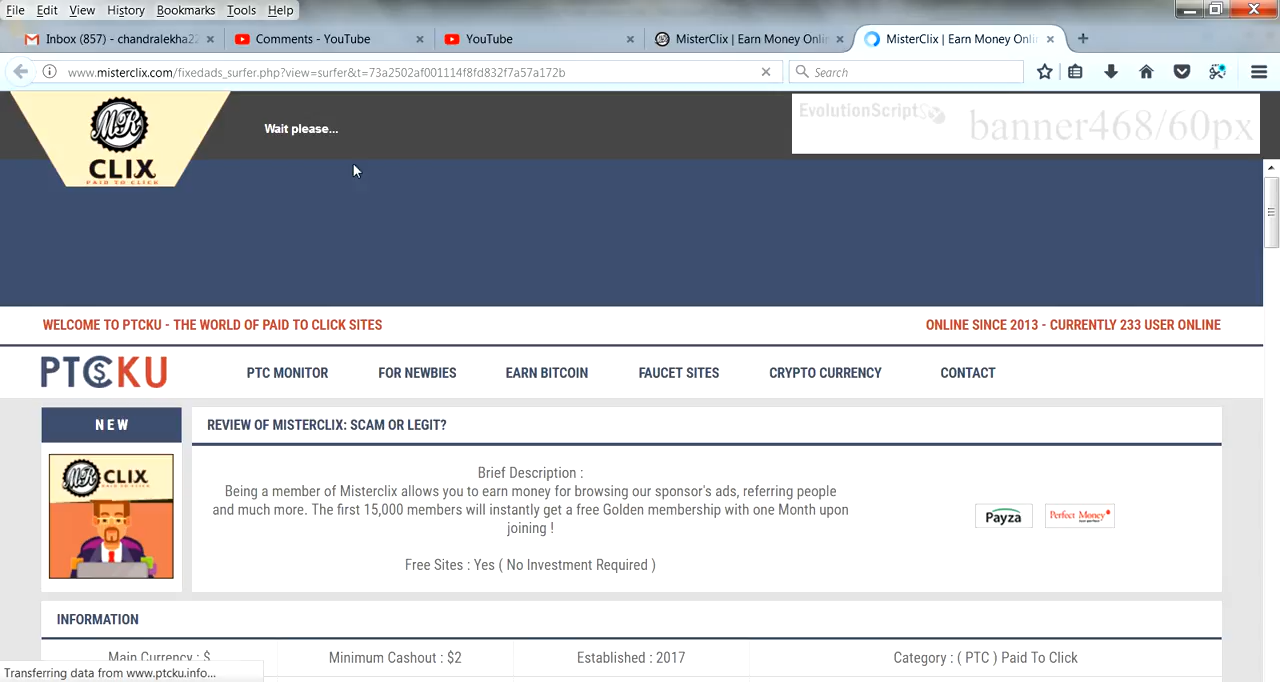 File Edit View History Bookmarks Tools Help
Inbox (857) - chandralekha22
Comments - YouTube
YouTube
MisterClix | Earn Money Onli
MisterClix | Earn Money Onli
www.misterclix.com/fixedads_surfer.php?view=surfer&t=73a2502af001114f8fd832f7a57a172b
Search
MR
CLIX
PAID TO CLICK
Wait please...
EvolutionScript
banner468/60px
WELCOME TO PTCKU - THE WORLD OF PAID TO CLICK SITES
ONLINE SINCE 2013 - CURRENTLY 233 USER ONLINE
PTC$KU
PTC MONITOR
FOR NEWBIES
EARN BITCOIN
FAUCET SITES
CRYPTO CURRENCY
CONTACT
NEW
MR CLIX
PAID TO CLICK
REVIEW OF MISTERCLIX: SCAM OR LEGIT?
Brief Description :
Being a member of Misterclix allows you to earn money for browsing our sponsor's ads, referring people
and much more. The first 15,000 members will instantly get a free Golden membership with one Month upon
joining !
Free Sites : Yes ( No Investment Required )
Payza
Perfect Money
INFORMATION
Main Currency : $
Minimum Cashout : $2
Established : 2017
Category : ( PTC ) Paid To Click
Transferring data from www.ptcku.info...